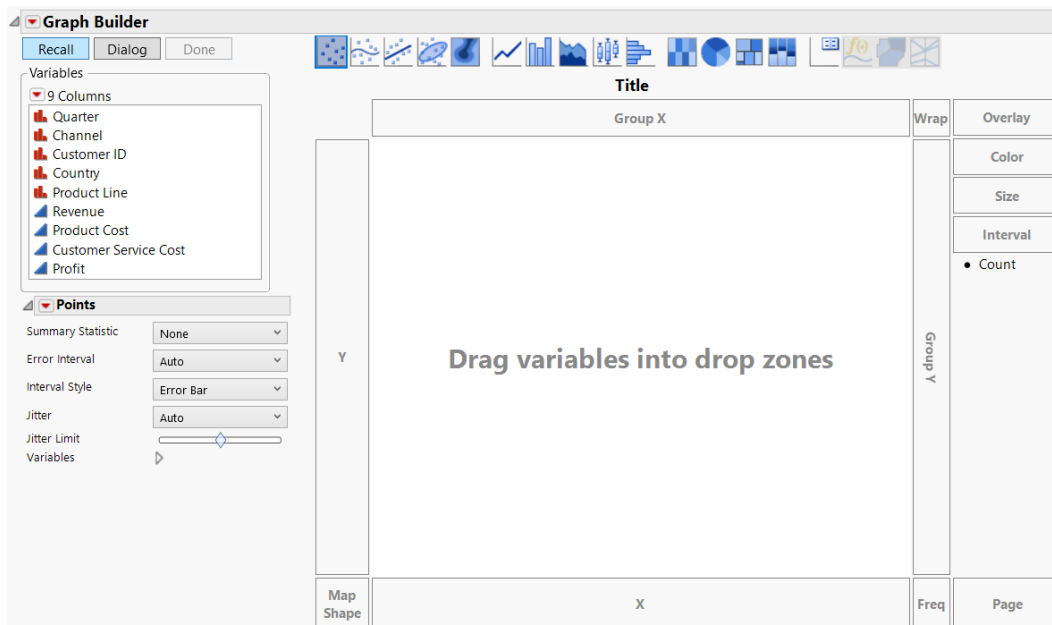 Graph Builder
Recall Dialog Done
Variables
9 Columns
Quarter
Channel
Customer ID
Country
Product Line
Revenue
Product Cost
Customer Service Cost
Profit
Points
Summary Statistic None
Error Interval Auto
Interval Style Error Bar
Jitter Auto
Jitter Limit
Variables
Title
Group X Wrap Overlay
Color
Size
Interval
Count
Y
Drag variables into drop zones
Group Y
Map
Shape
X
Freq
Page